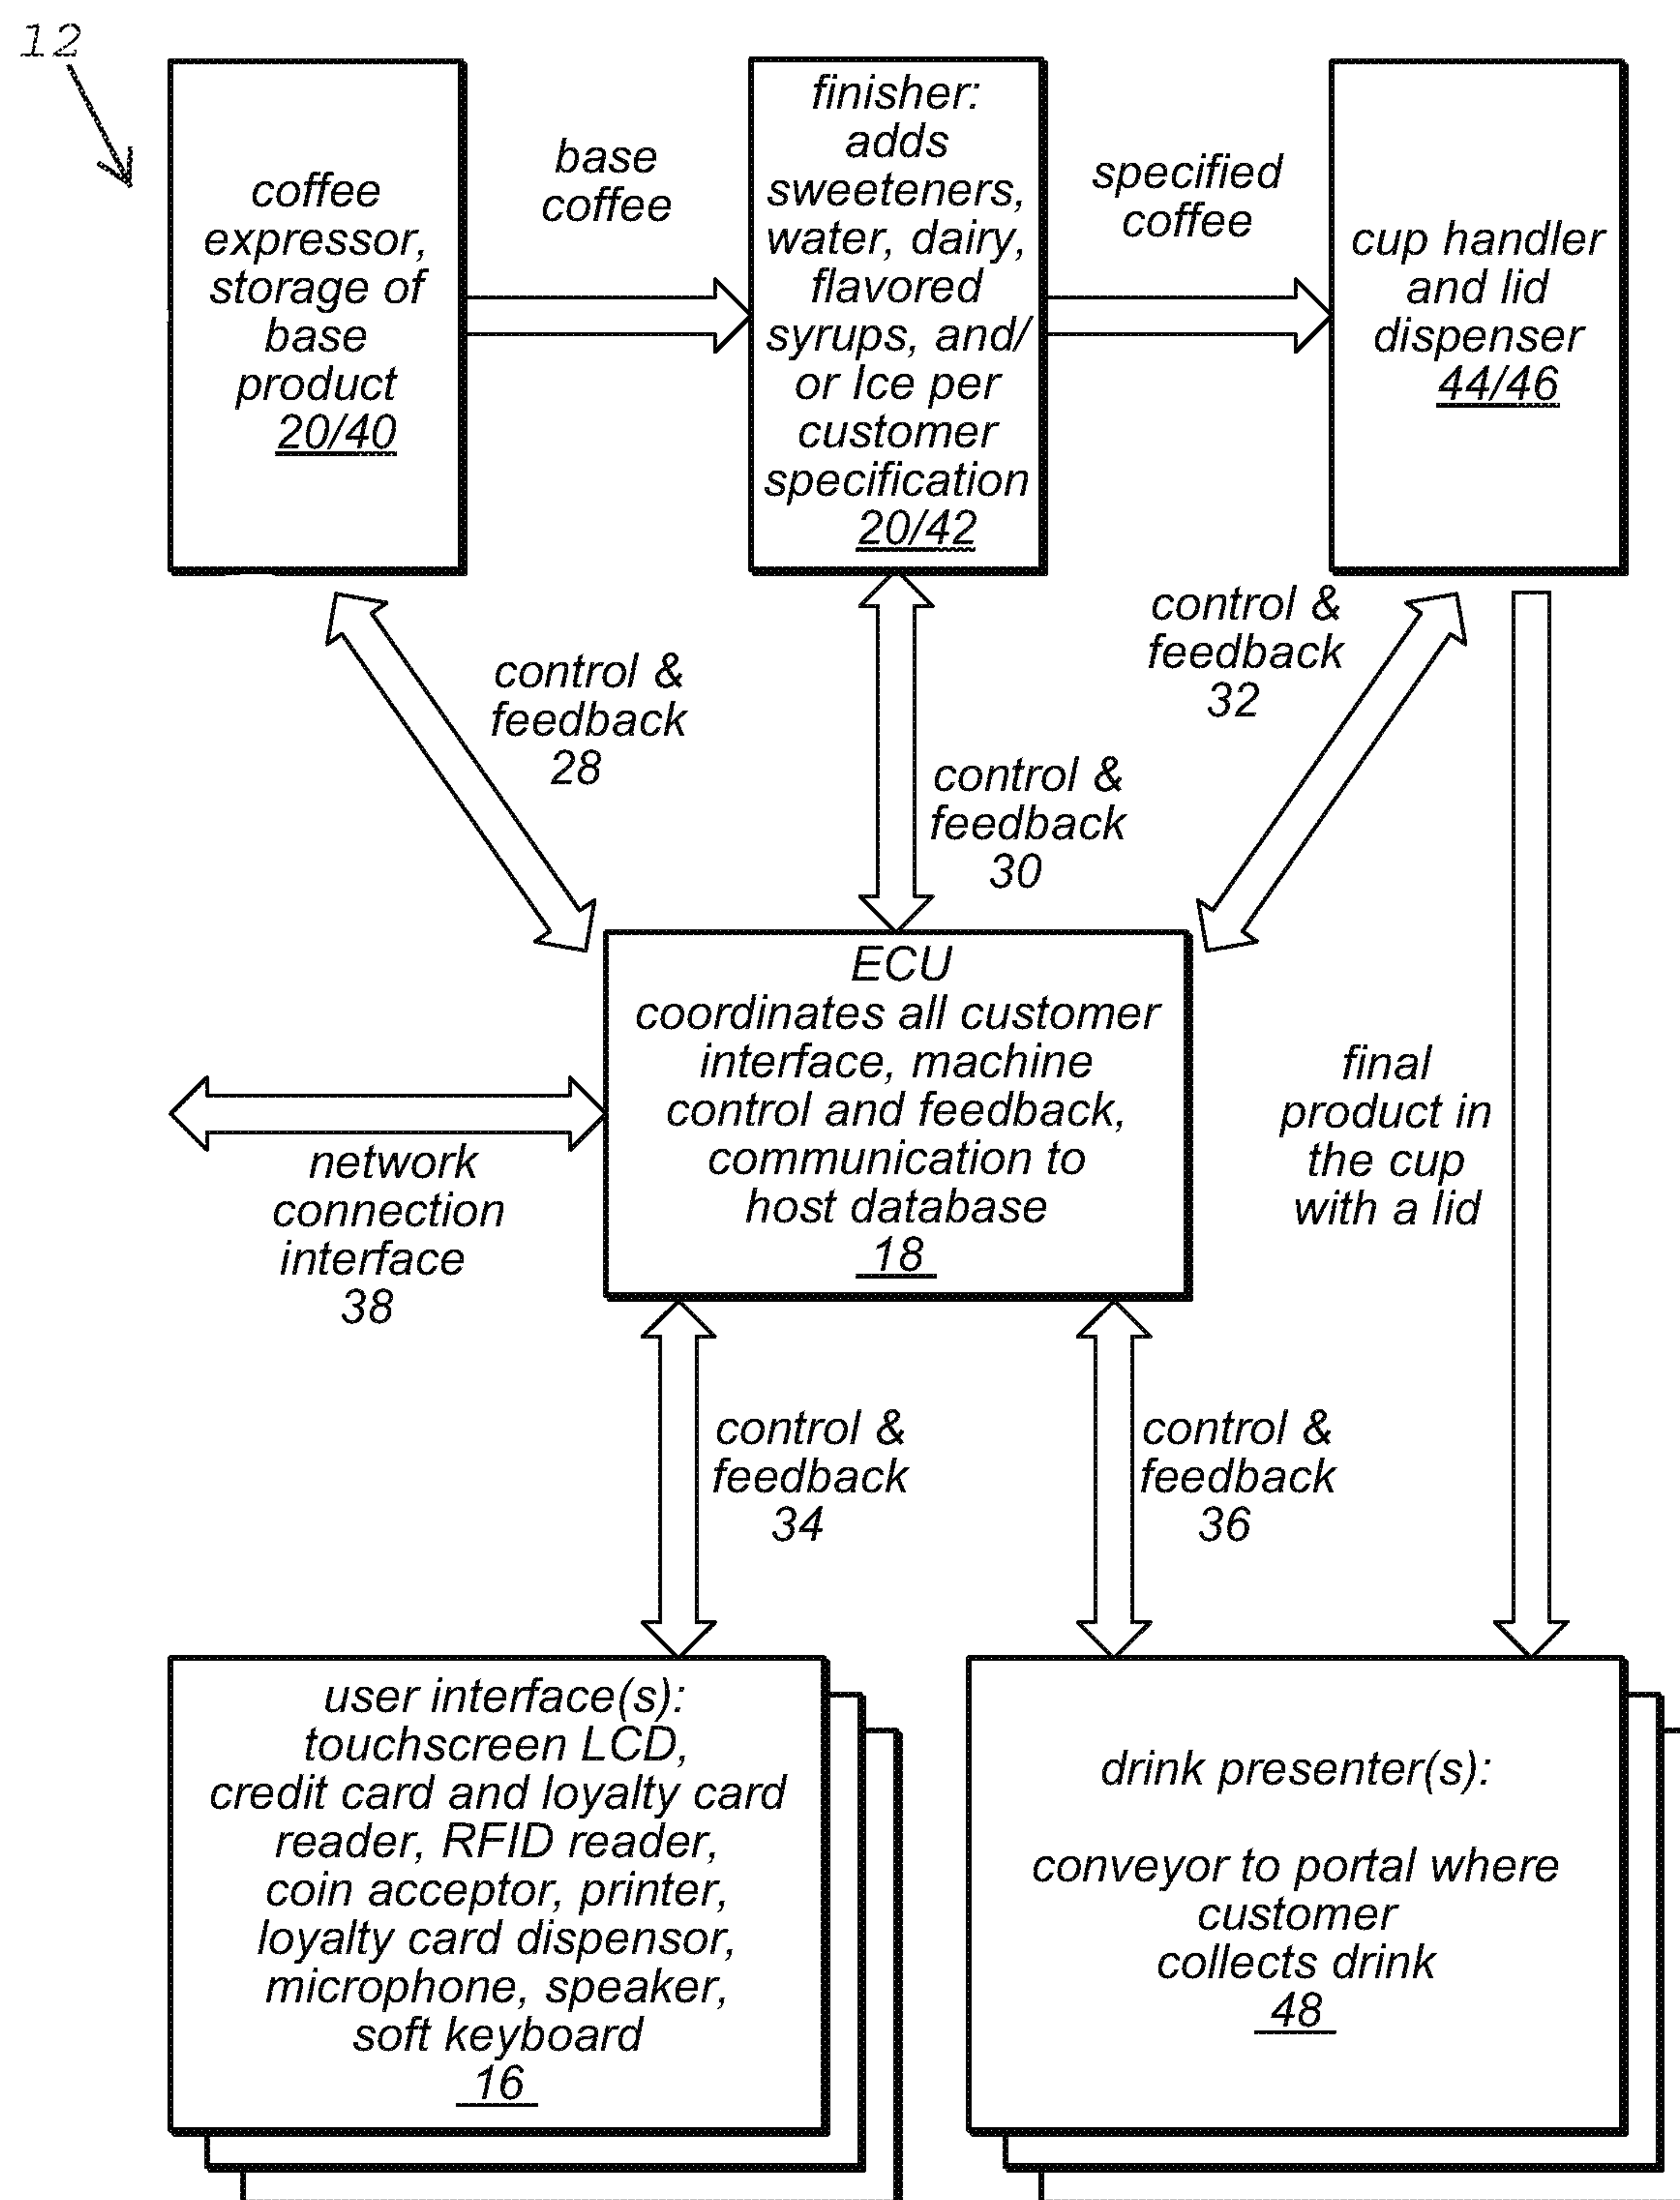 12
coffee
expressor,
storage of
base
product
20/40
base
coffee
finisher:
adds
sweeteners,
water, dairy,
flavored
syrups, and/
or Ice per
customer
specification
20/42
specified
coffee
cup handler
and lid
dispenser
44/46
control &
feedback
28
control &
feedback
30
control &
feedback
32
ECU
coordinates all customer
interface, machine
control and feedback,
communication to
host database
18
network
connection
interface
38
final
product in
the cup
with a lid
control &
feedback
34
control &
feedback
36
user interface(s):
touchscreen LCD,
credit card and loyalty card
reader, RFID reader,
coin acceptor, printer,
loyalty card dispensor,
microphone, speaker,
soft keyboard
16
drink presenter(s):
conveyor to portal where
customer
collects drink
48